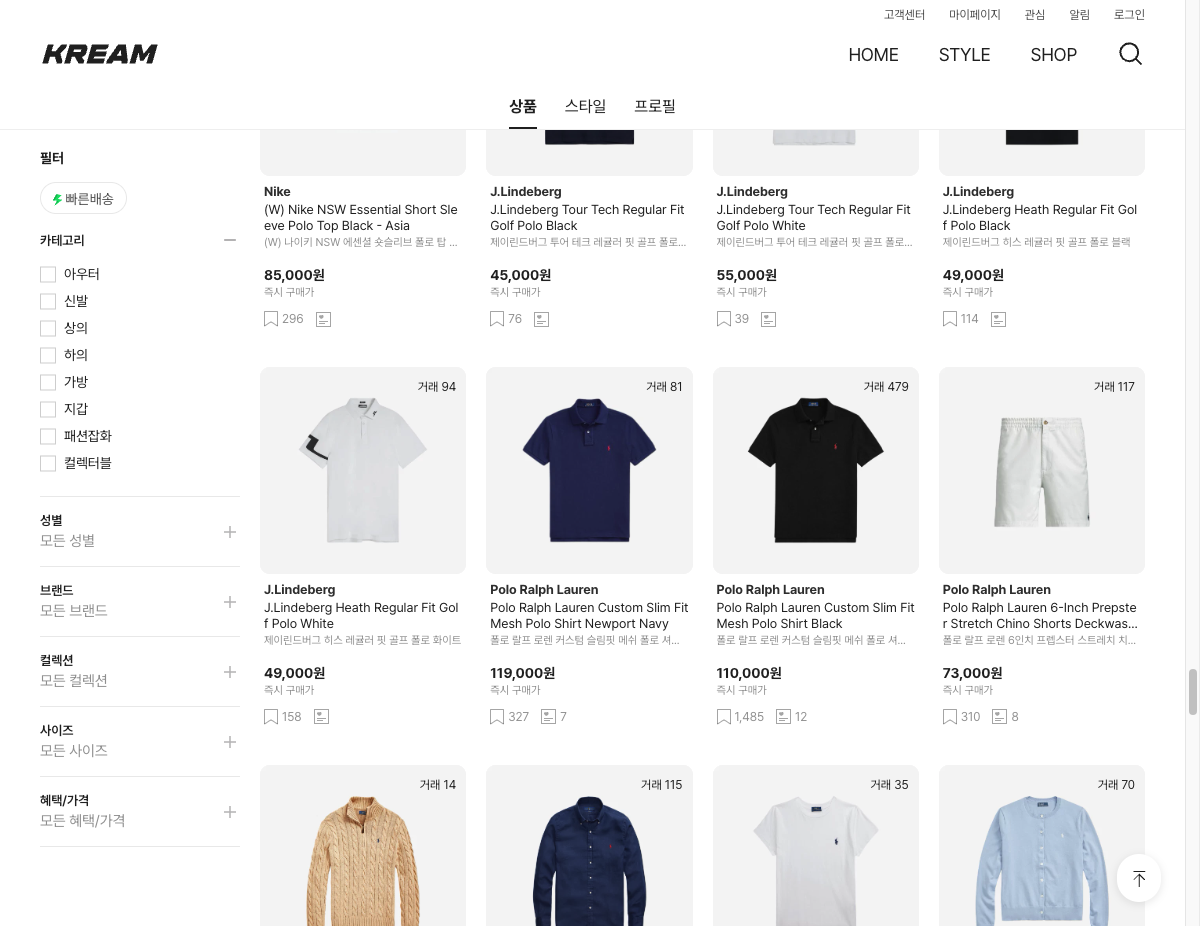 고객센터 마이페이지 관심 알림 로그인
KREAM
HOME STYLE SHOP
상품 스타일 프로필
필터
빠른배송
카테고리
아우터
신발
상의
하의
가방
지갑
패션잡화
컬렉터블
성별
모든 성별
브랜드
모든 브랜드
컬렉션
모든 컬렉션
사이즈
모든 사이즈
혜택/가격
모든 혜택/가격
Nike
(W) Nike NSW Essential Short Sle
eve Polo Top Black - Asia
(W) 나이키 NSW 에센셜 숏슬리브 폴로 탑 ...
85,000원
즉시 구매가
296
J.Lindeberg
J.Lindeberg Tour Tech Regular Fit
Golf Polo Black
제이린드버그 투어 테크 레귤러 핏 골프 폴로...
45,000원
즉시 구매가
76
J.Lindeberg
J.Lindeberg Tour Tech Regular Fit
Golf Polo White
제이린드버그 투어 테크 레귤러 핏 골프 폴로...
55,000원
즉시 구매가
39
J.Lindeberg
J.Lindeberg Heath Regular Fit Gol
f Polo Black
제이린드버그 히스 레귤러 핏 골프 폴로 블랙
49,000원
즉시 구매가
114
거래 94
J.Lindeberg
J.Lindeberg Heath Regular Fit Gol
f Polo White
제이린드버그 히스 레귤러 핏 골프 폴로 화이트
49,000원
즉시 구매가
158
거래 81
Polo Ralph Lauren
Polo Ralph Lauren Custom Slim Fit
Mesh Polo Shirt Newport Navy
폴로 랄프 로렌 커스텀 슬림핏 메쉬 폴로 셔...
119,000원
즉시 구매가
327 7
거래 479
Polo Ralph Lauren
Polo Ralph Lauren Custom Slim Fit
Mesh Polo Shirt Black
폴로 랄프 로렌 커스텀 슬림핏 메쉬 폴로 셔...
110,000원
즉시 구매가
1,485 12
거래 117
Polo Ralph Lauren
Polo Ralph Lauren 6-Inch Prepste
r Stretch Chino Shorts Deckwas...
폴로 랄프 로렌 6인치 프렙스터 스트레치 치...
73,000원
즉시 구매가
310 8
거래 14
거래 115
거래 35
거래 70